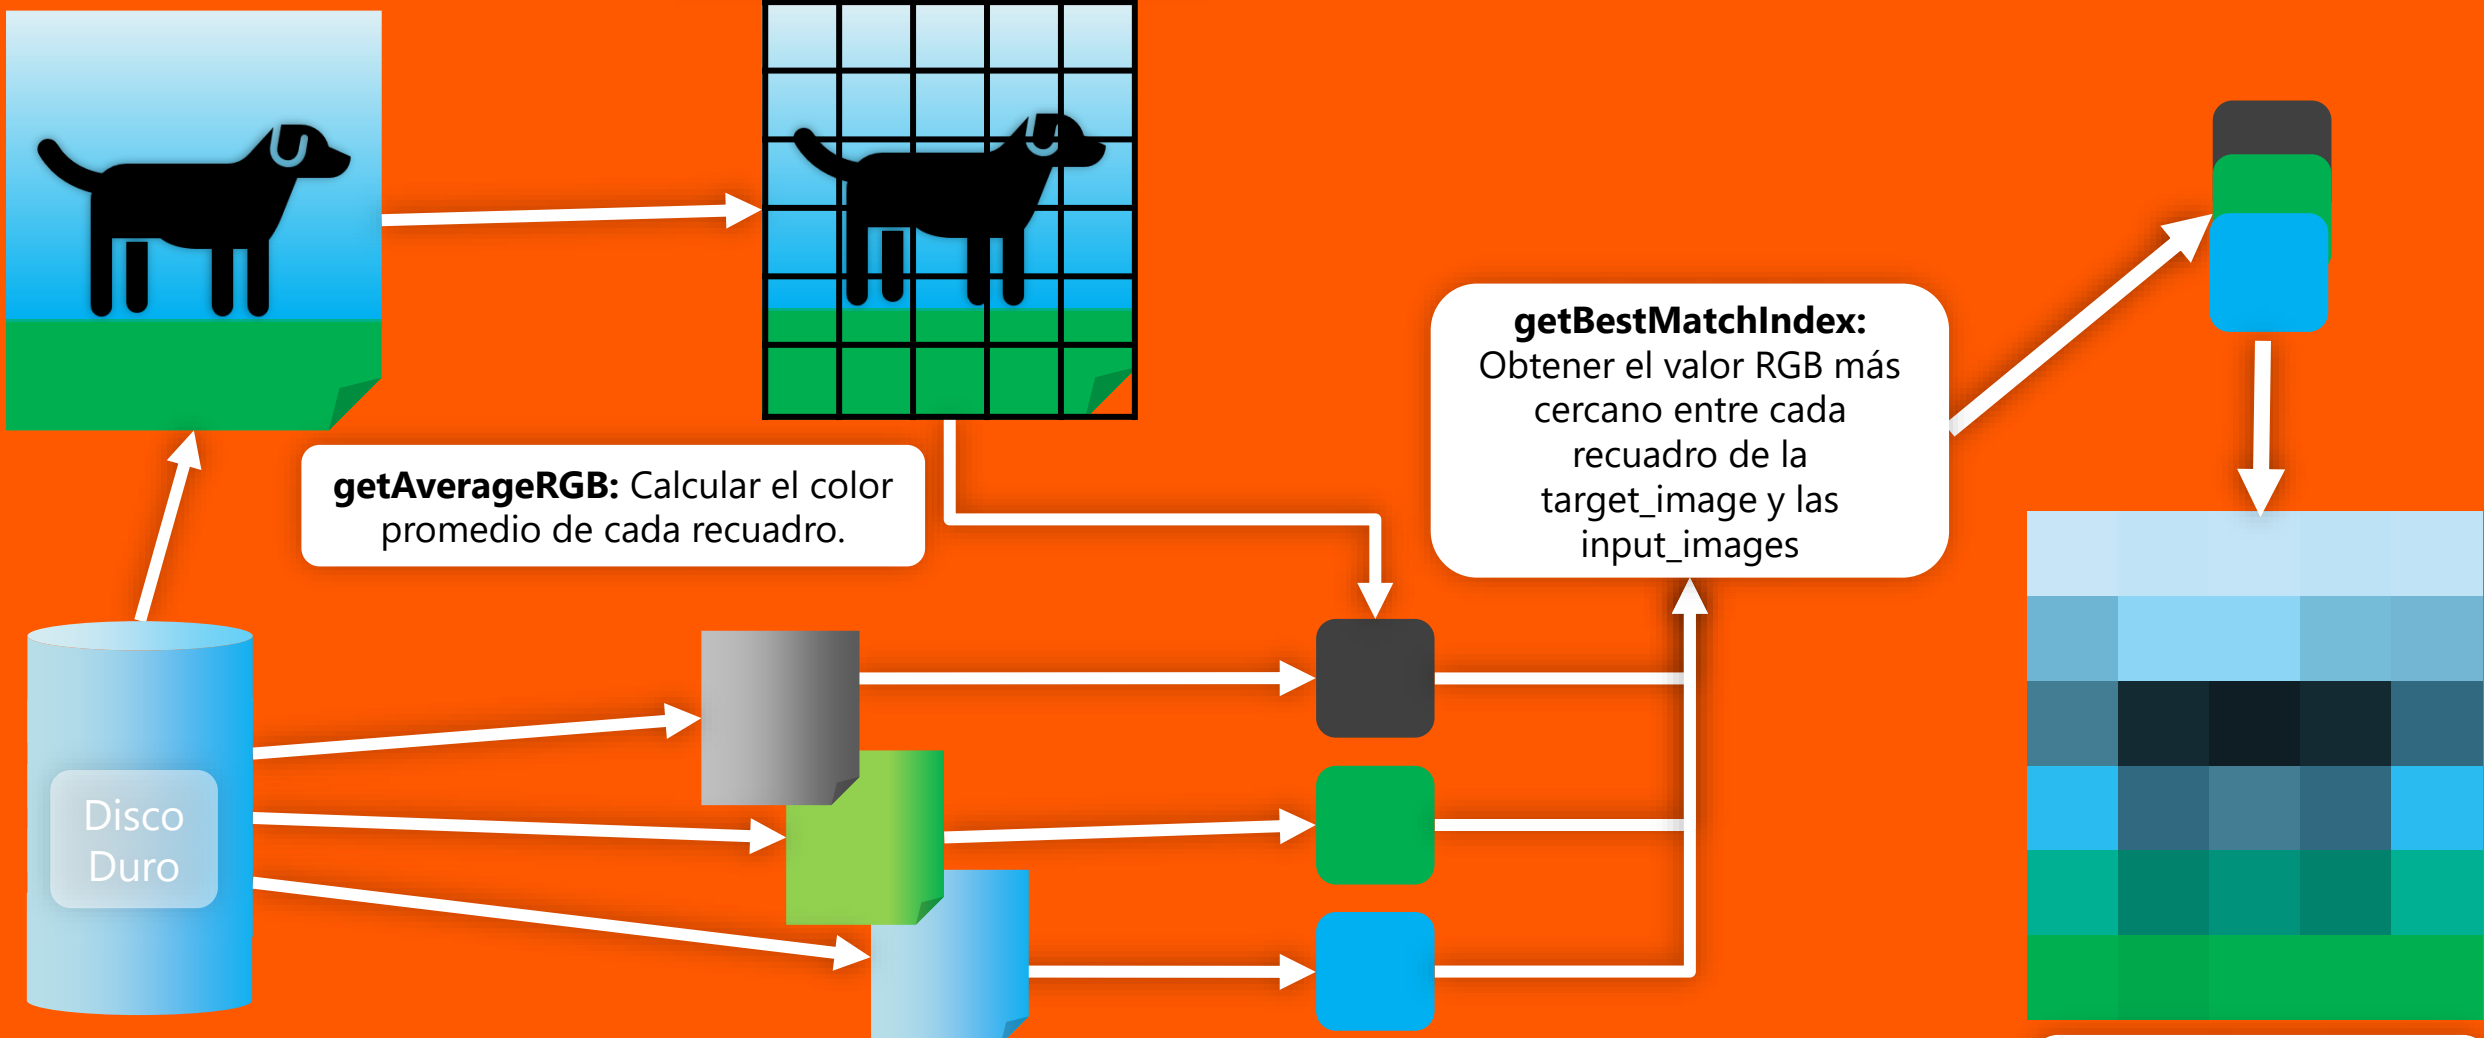 getAverageRGB: Calcular el color
promedio de cada recuadro.
getBestMatchIndex:
Obtener el valor RGB más
cercano entre cada
recuadro de la
target_image y las
input_images
Disco
Duro